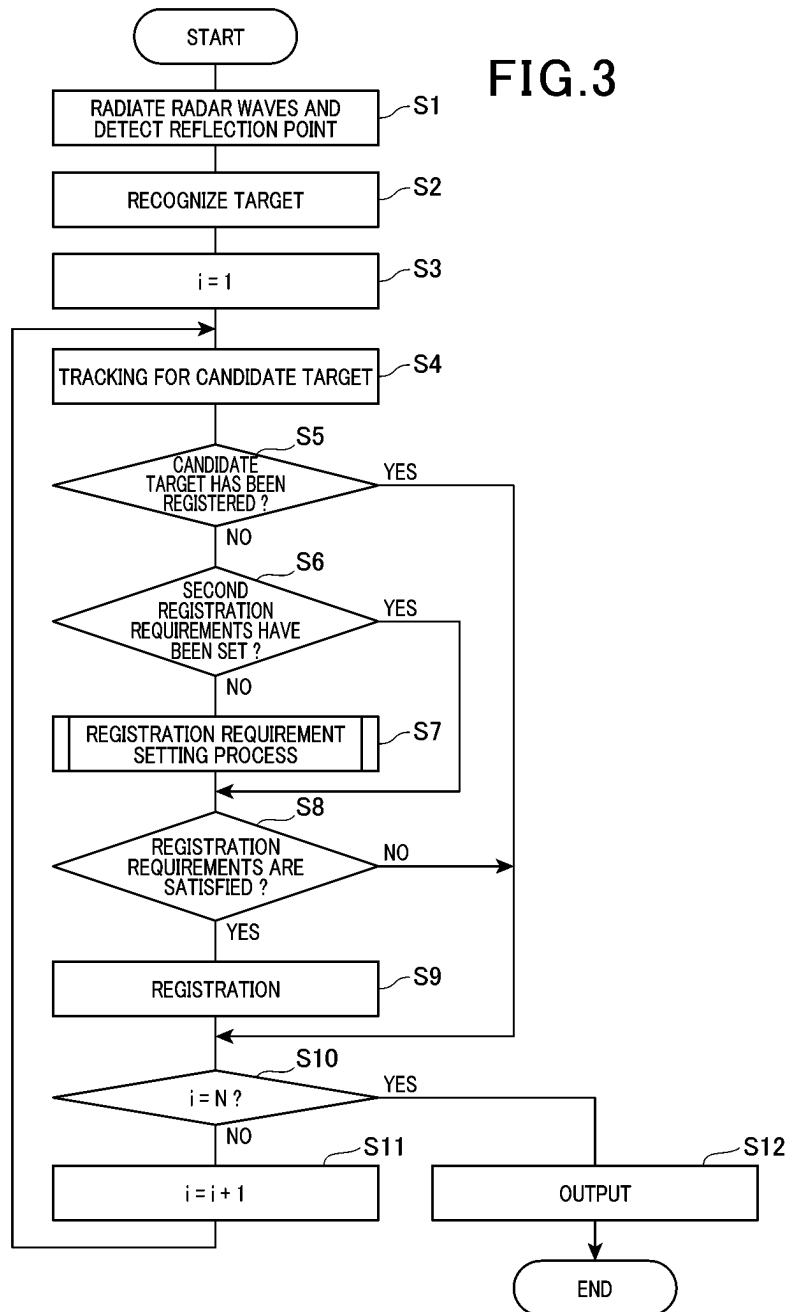 START
FIG.3
RADIATE RADAR WAVES AND
DETECT REFLECTION POINT
S1
RECOGNIZE TARGET
S2
i = 1
S3
TRACKING FOR CANDIDATE TARGET
S4
S5
CANDIDATE
TARGET HAS BEEN
REGISTERED ?
YES
NO
S6
SECOND
REGISTRATION
REQUIREMENTS HAVE
BEEN SET ?
YES
NO
REGISTRATION REQUIREMENT
SETTING PROCESS
S7
S8
REGISTRATION
REQUIREMENTS ARE
SATISFIED ?
NO
YES
REGISTRATION
S9
S10
i = N ?
YES
NO
S11
i = i + 1
S12
OUTPUT
END